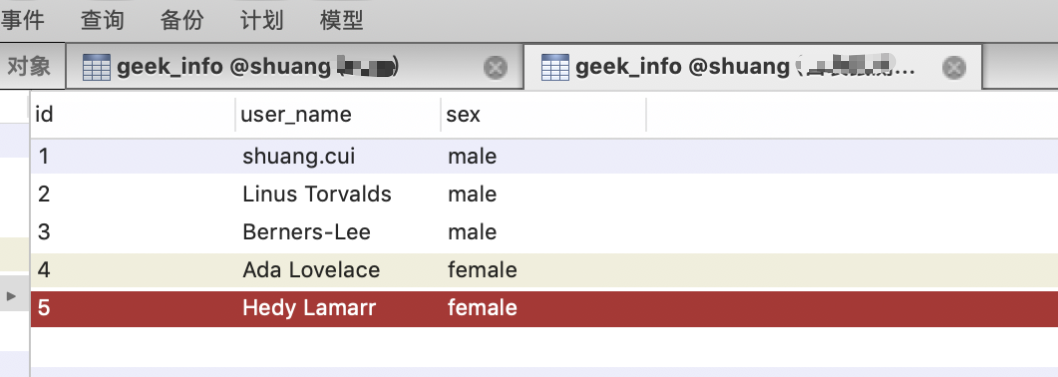 事件 查询 备份 计划 模型
对象 geek_info @shuang geek_info @shuang ...
id user_name sex
1 shuang.cui male
2 Linus Torvalds male
3 Berners-Lee male
4 Ada Lovelace female
5 Hedy Lamarr female